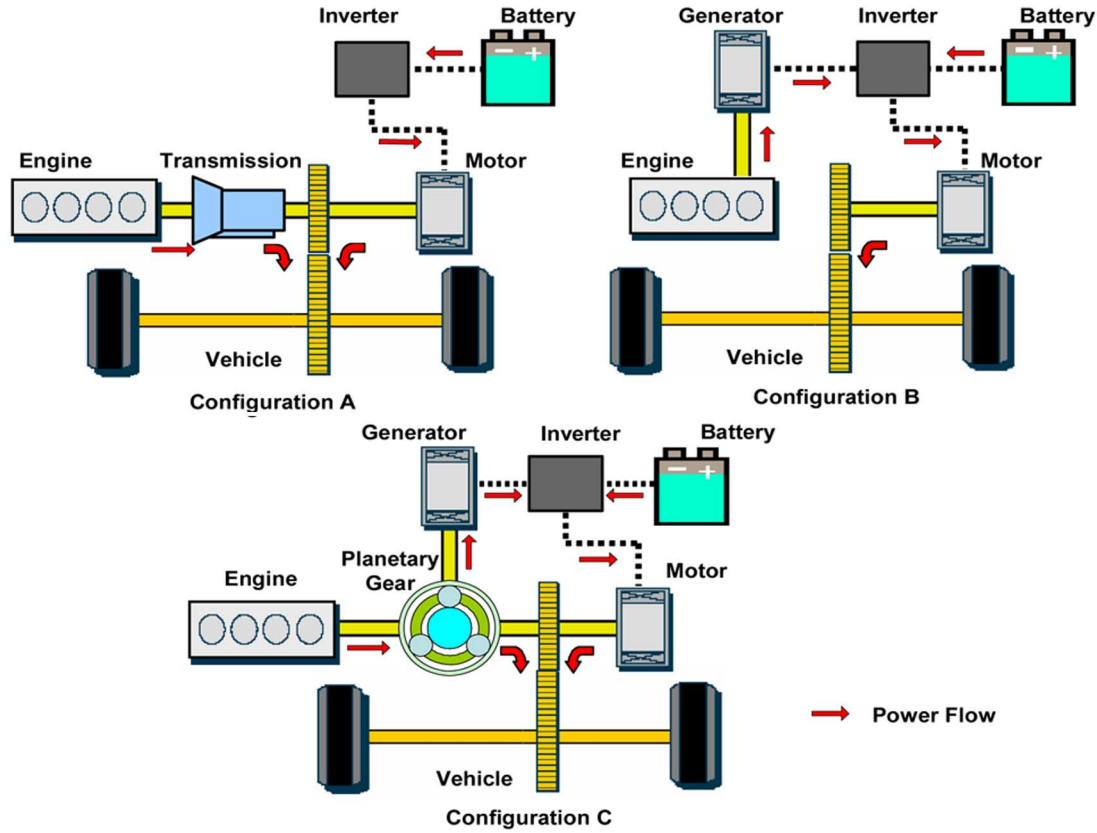 Inverter Battery
Engine Transmission Motor
Vehicle
Configuration A
Generator Inverter Battery
Engine Motor
Vehicle
Configuration B
Generator Inverter Battery
Planetary
Gear
Engine Motor
Power Flow
Vehicle
Configuration C